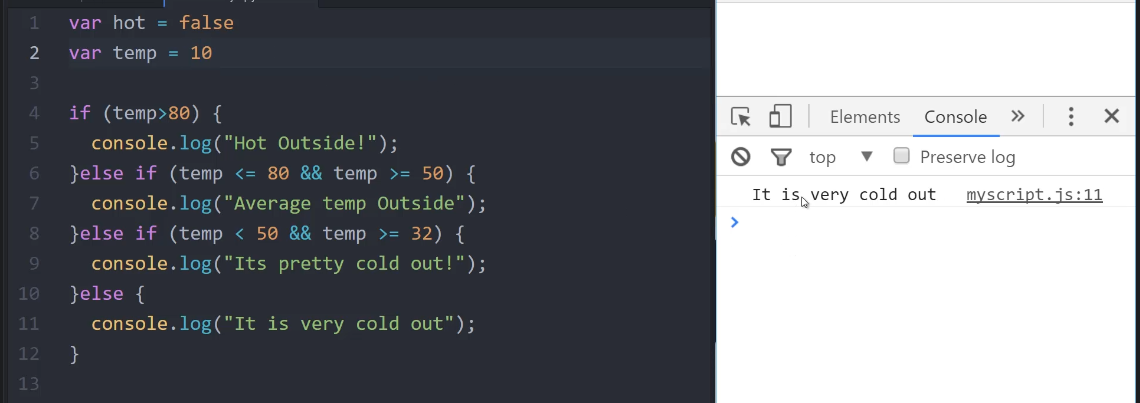 1 var hot = false
2 var temp = 10
3
4 if (temp>80) {
5 console.log("Hot Outside!");
6 }else if (temp <= 80 && temp >= 50) {
7 console.log("Average temp Outside");
8 }else if (temp < 50 && temp >= 32) {
9 console.log("Its pretty cold out!");
10 }else {
11 console.log("It is very cold out");
12 }
13
Elements Console »
top ▼ Preserve log
It is very cold out myscript.js:11
>